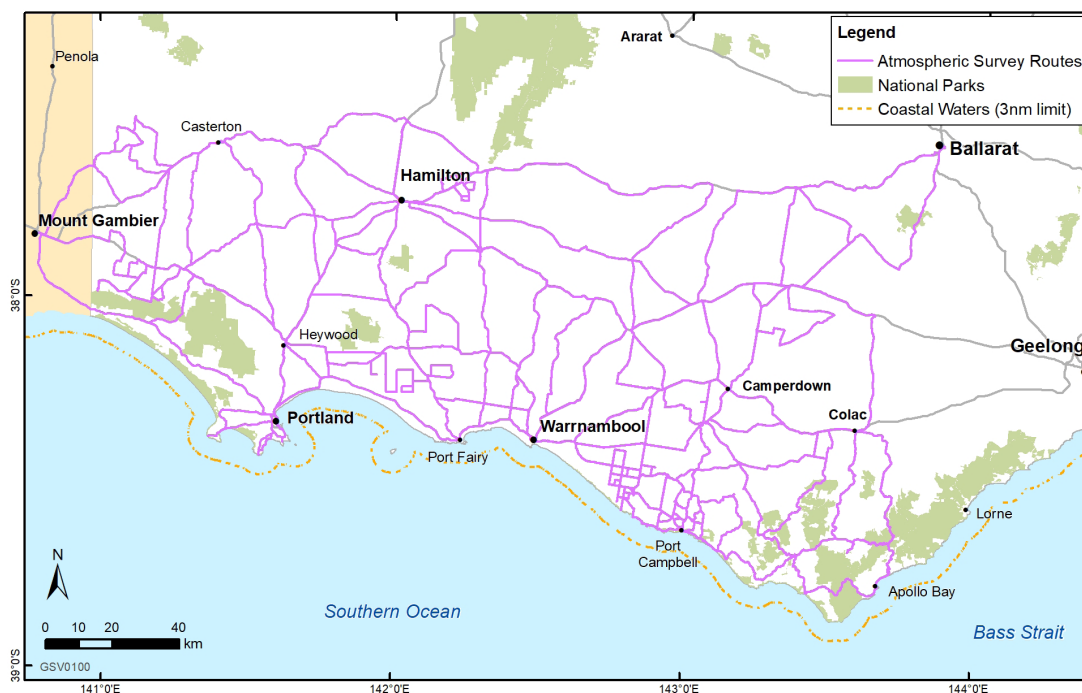 Penola
Ararat
Legend
Atmospheric Survey Routes
National Parks
Coastal Waters (3nm limit)
Casterton
Ballarat
Hamilton
Mount Gambier
38°0'S
Heywood
Geelong
Camperdown
Portland
Colac
Warrnambool
Port Fairy
Lorne
Port
Campbell
N
Apollo Bay
Southern Ocean
Bass Strait
0 10 20 40
km
GSV0100
39°0'S
141°0'E
142°0'E
143°0'E
144°0'E